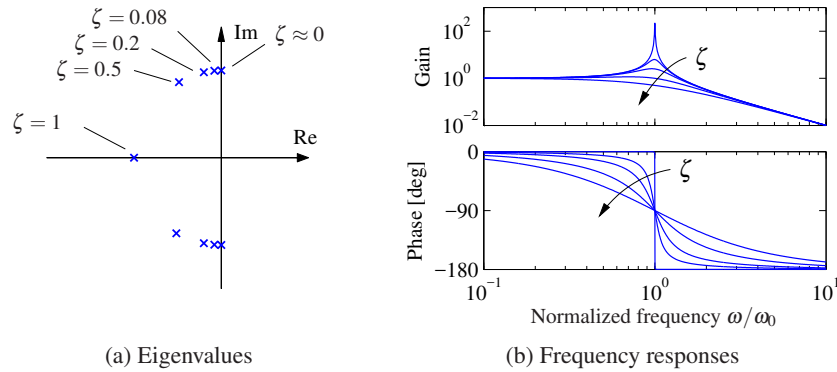 ζ = 0.08
ζ = 0.2
ζ = 0.5
ζ = 1
Im
ζ ≈ 0
Re
(a) Eigenvalues
Gain
10^2
10^0
10^−2
ζ
Phase [deg]
0
−90
−180
ζ
10^−1
10^0
10^1
Normalized frequency ω/ω_0
(b) Frequency responses